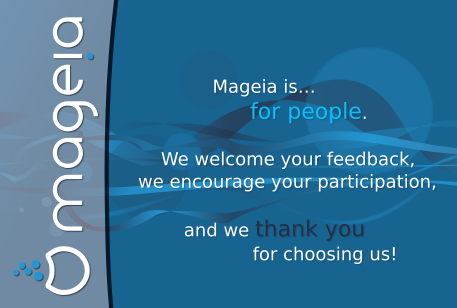 mageia
Mageia is...
for people.
We welcome your feedback,
we encourage your participation,
and we thank you
for choosing us!